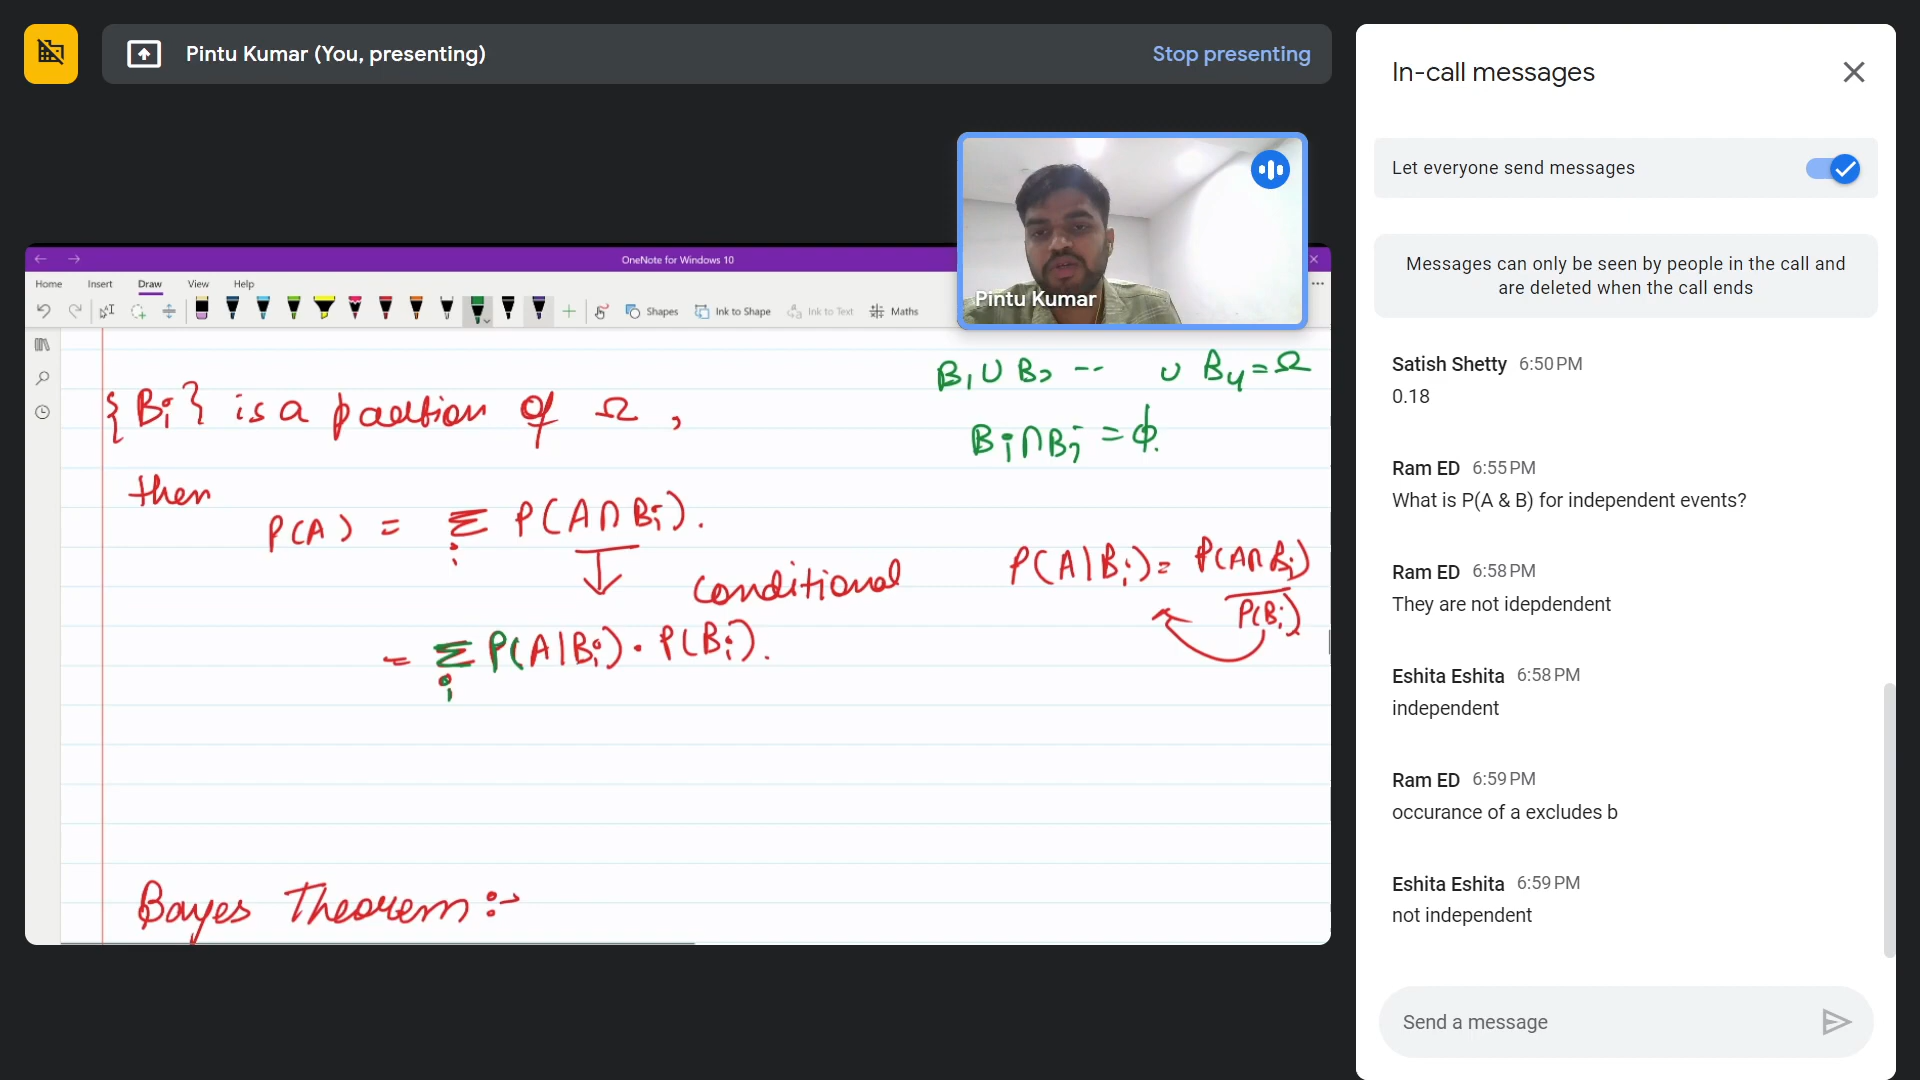 Pintu Kumar (You, presenting)
Stop presenting
Pintu Kumar
OneNote for Windows 10
Home Insert Draw View Help
Shapes Ink to Shape Ink to Text Maths
B₁ ∪ B₂ -- ∪ B₄ = Ω
{Bi} is a partition of Ω,
Bi ∩ Bj = ϕ.
then
P(A) = Σi P(A∩Bi).
conditional
P(A|Bi) = P(A∩Bi)
P(Bi)
= Σi P(A|Bi) · P(Bi).
Bayes Theorem :→
In-call messages
Let everyone send messages
Messages can only be seen by people in the call and
are deleted when the call ends
Satish Shetty 6:50 PM
0.18
Ram ED 6:55 PM
What is P(A & B) for independent events?
Ram ED 6:58 PM
They are not idepdendent
Eshita Eshita 6:58 PM
independent
Ram ED 6:59 PM
occurance of a excludes b
Eshita Eshita 6:59 PM
not independent
Send a message